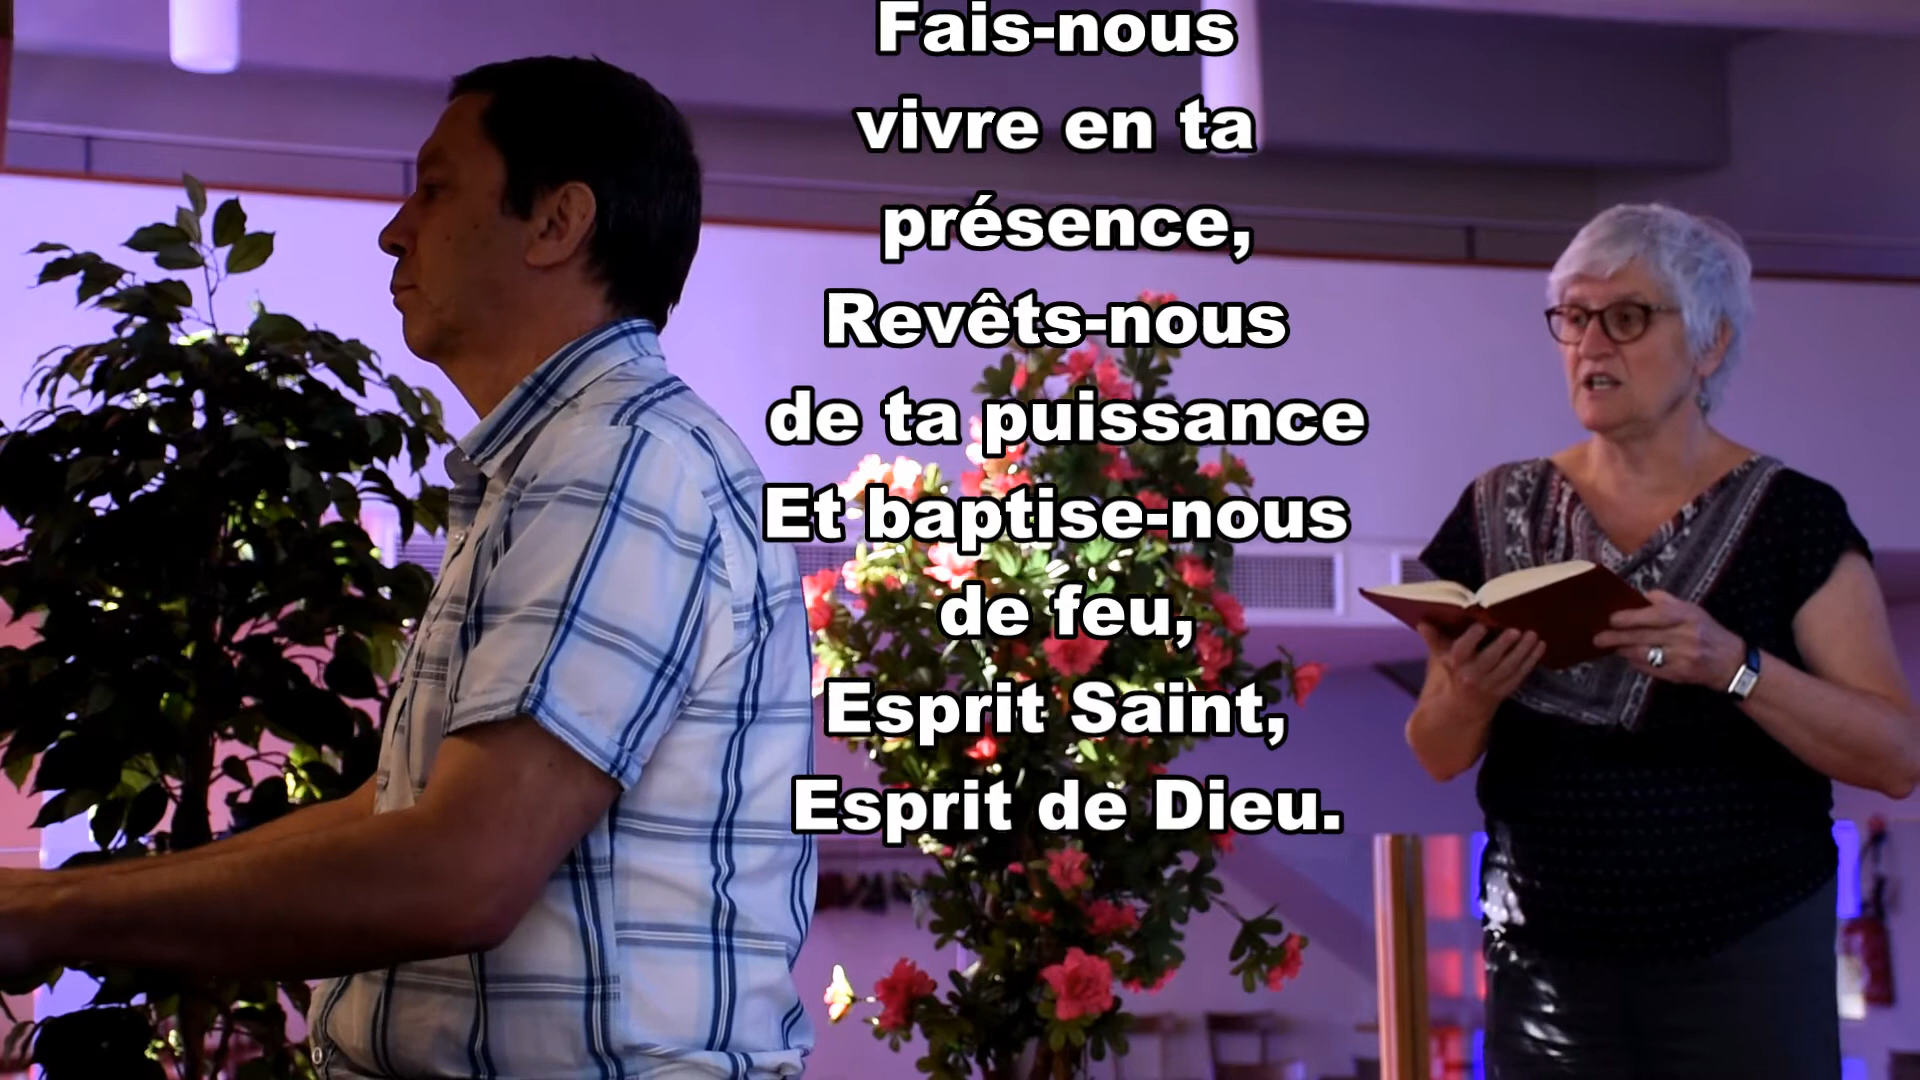 Fais-nous
vivre en ta
présence,
Revêts-nous
de ta puissance
Et baptise-nous
de feu,
Esprit Saint,
Esprit de Dieu.